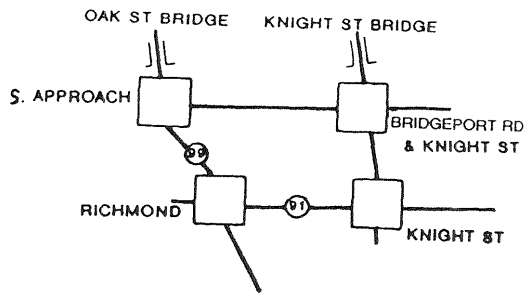 OAK ST BRIDGE
KNIGHT ST BRIDGE
S. APPROACH
BRIDGEPORT RD
& KNIGHT ST
99
RICHMOND
91
KNIGHT ST